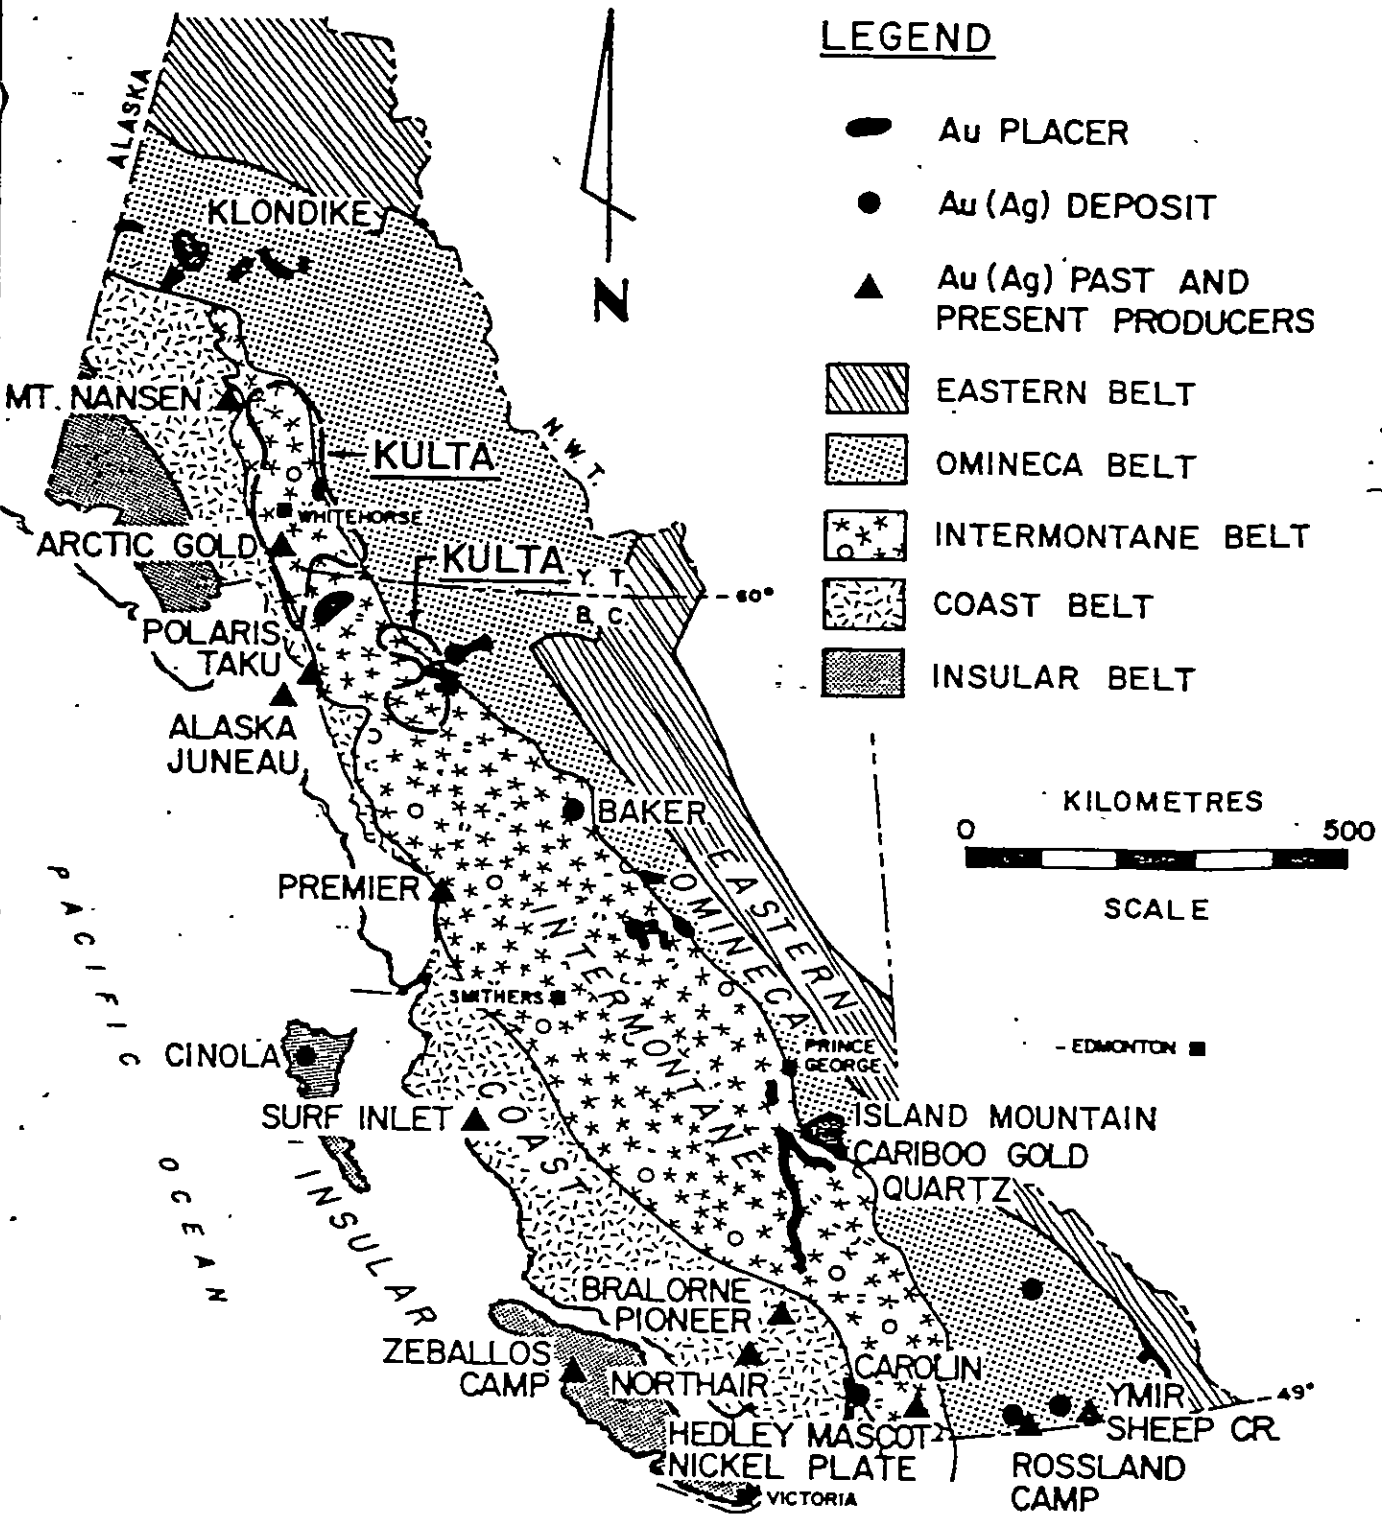 LEGEND
Au PLACER
Au (Ag) DEPOSIT
Au (Ag) PAST AND
PRESENT PRODUCERS
EASTERN BELT
OMINECA BELT
INTERMONTANE BELT
COAST BELT
INSULAR BELT
KILOMETRES
0 500
SCALE
N
ALASKA
KLONDIKE
MT. NANSEN
KULTA
N.W.T.
WHITEHORSE
ARCTIC GOLD
KULTA
Y. T.
60°
B. C.
POLARIS
TAKU
ALASKA
JUNEAU
BAKER
PREMIER
EASTERN
OMINECA
INTERMONTANE
COAST
INSULAR
PACIFIC
OCEAN
SMITHERS
CINOLA
PRINCE
GEORGE
EDMONTON
SURF INLET
ISLAND MOUNTAIN
CARIBOO GOLD
QUARTZ
BRALORNE
PIONEER
ZEBALLOS
CAMP
NORTHAIR
CAROLIN
49°
YMIR
SHEEP CR.
HEDLEY MASCOT
NICKEL PLATE
ROSSLAND
CAMP
VICTORIA